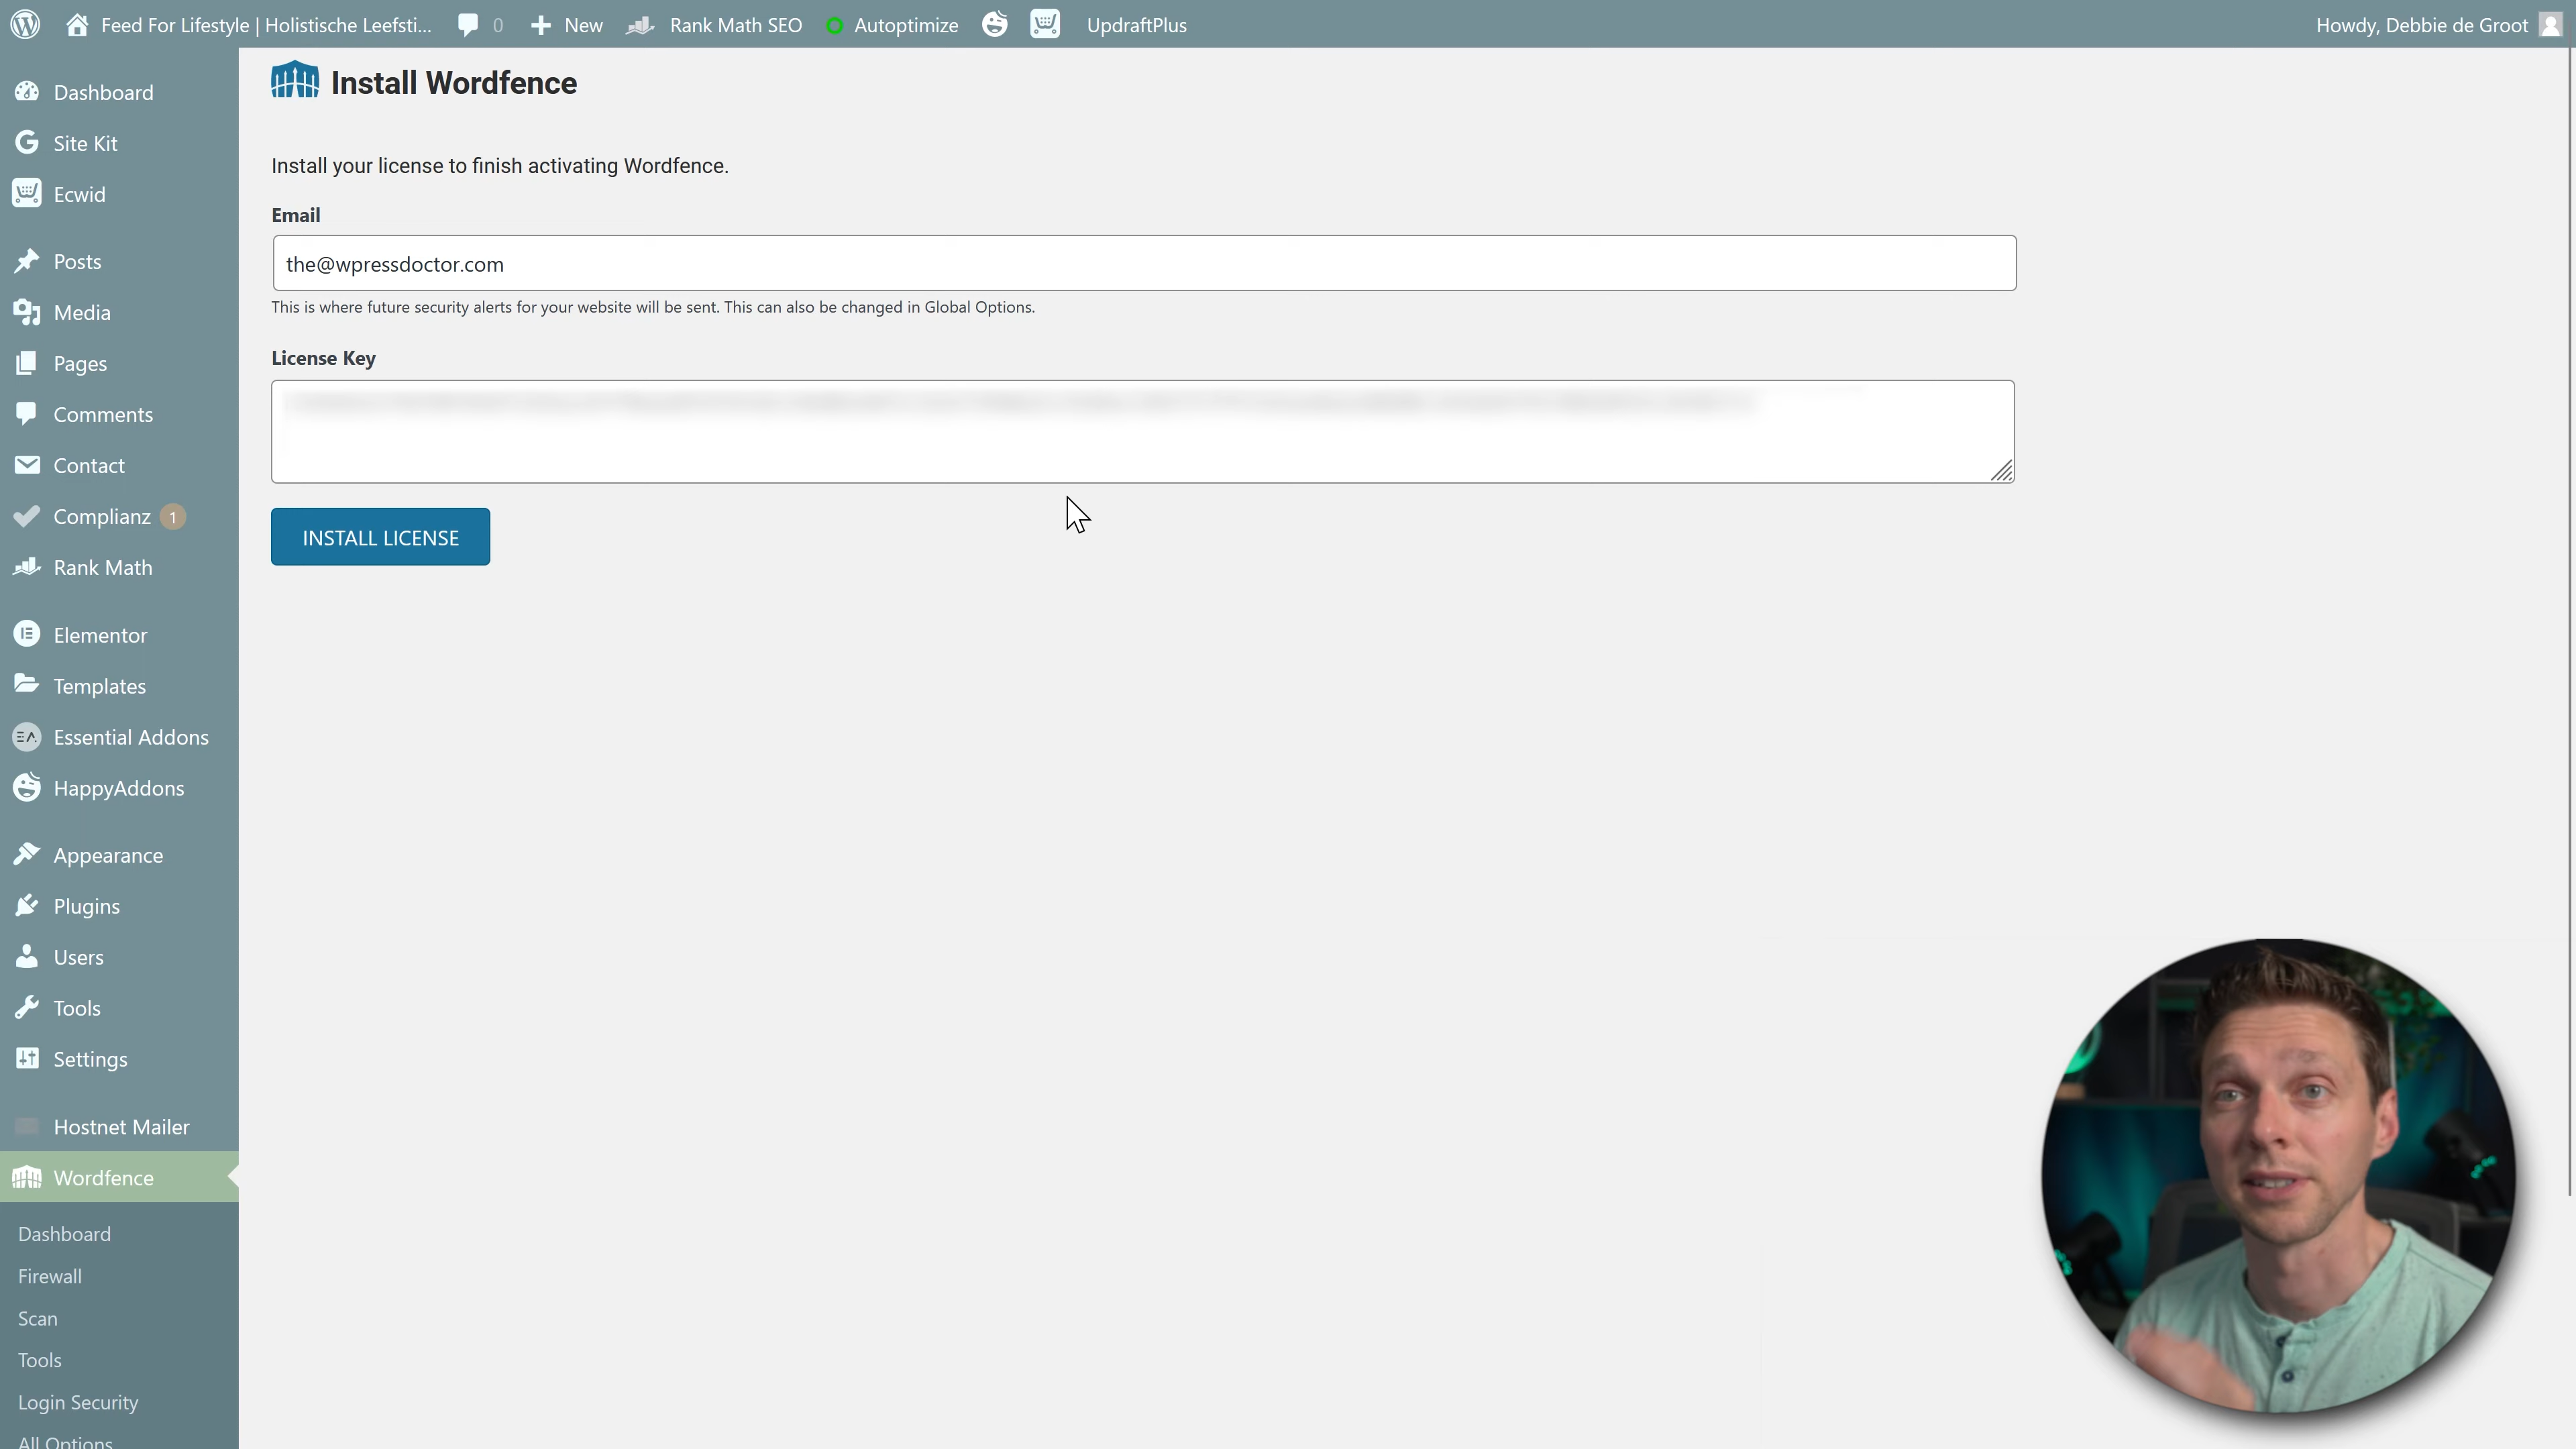 Feed For Lifestyle | Holistische Leefsti...
0
New
Rank Math SEO
Autoptimize
UpdraftPlus
Howdy, Debbie de Groot
Dashboard
Site Kit
Ecwid
Posts
Media
Pages
Comments
Contact
Complianz 1
Rank Math
Elementor
Templates
Essential Addons
HappyAddons
Appearance
Plugins
Users
Tools
Settings
Hostnet Mailer
Wordfence
Dashboard
Firewall
Scan
Tools
Login Security
All Options
Install Wordfence
Install your license to finish activating Wordfence.
Email
the@wpressdoctor.com
This is where future security alerts for your website will be sent. This can also be changed in Global Options.
License Key
INSTALL LICENSE